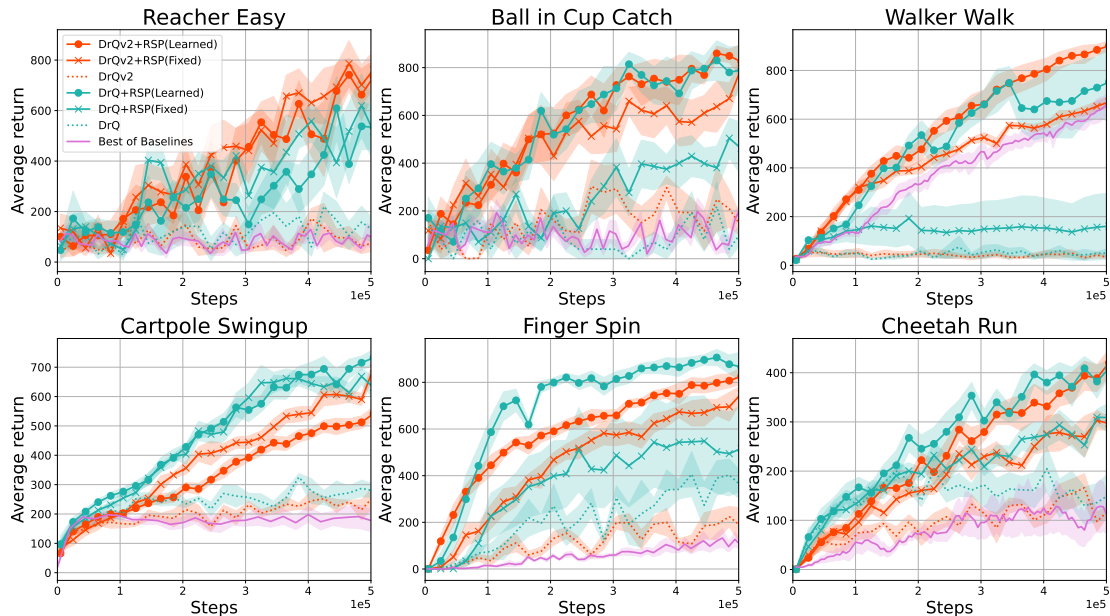 Reacher Easy
Average return
800
600
400
200
0
DrQv2+RSP(Learned)
DrQv2+RSP(Fixed)
DrQv2
DrQ+RSP(Learned)
DrQ+RSP(Fixed)
DrQ
Best of Baselines
0 1 2 3 4 5
Steps
1e5
Ball in Cup Catch
Average return
800
600
400
200
0
0 1 2 3 4 5
Steps
1e5
Walker Walk
Average return
800
600
400
200
0
0 1 2 3 4 5
Steps
1e5
Cartpole Swingup
Average return
700
600
500
400
300
200
100
0
0 1 2 3 4 5
Steps
1e5
Finger Spin
Average return
800
600
400
200
0
0 1 2 3 4 5
Steps
1e5
Cheetah Run
Average return
400
300
200
100
0
0 1 2 3 4 5
Steps
1e5